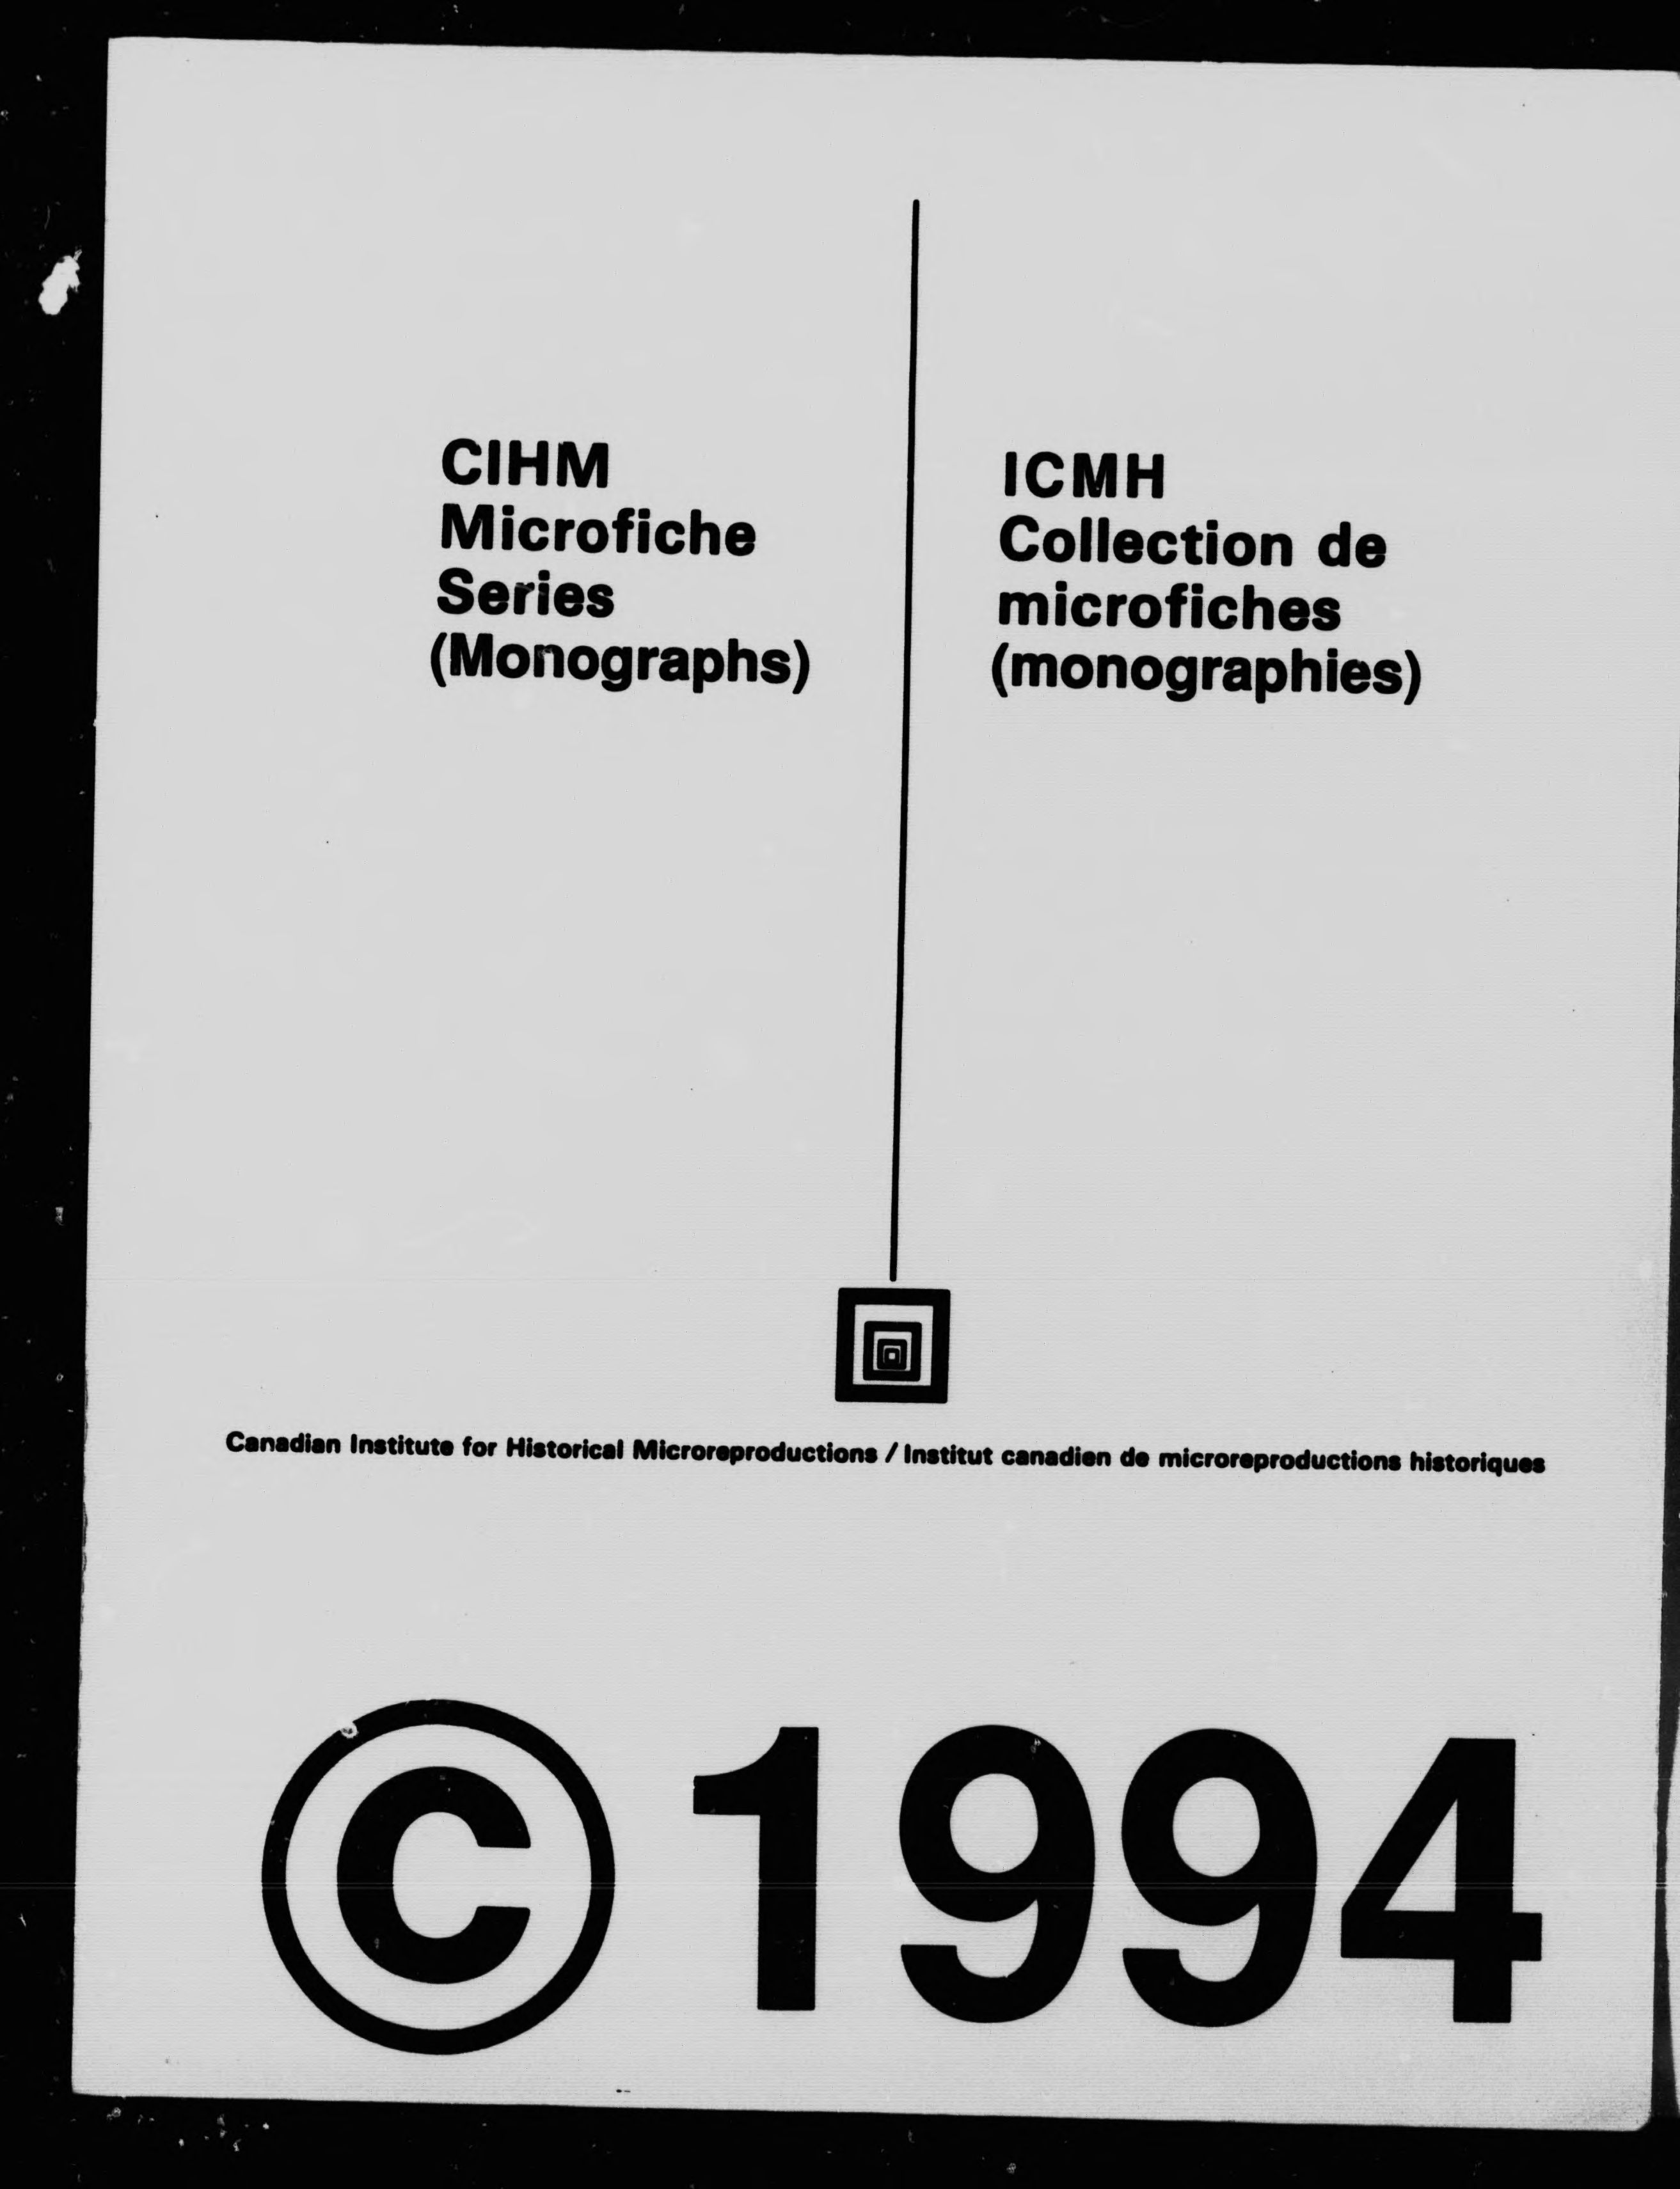 CIHM
Microfiche
Series
(Monographs)
ICMH
Collection de
microfiches
(monographies)
Canadian Institute for Historical Microreproductions / Institut canadien de microreproductions historiques
© 1994